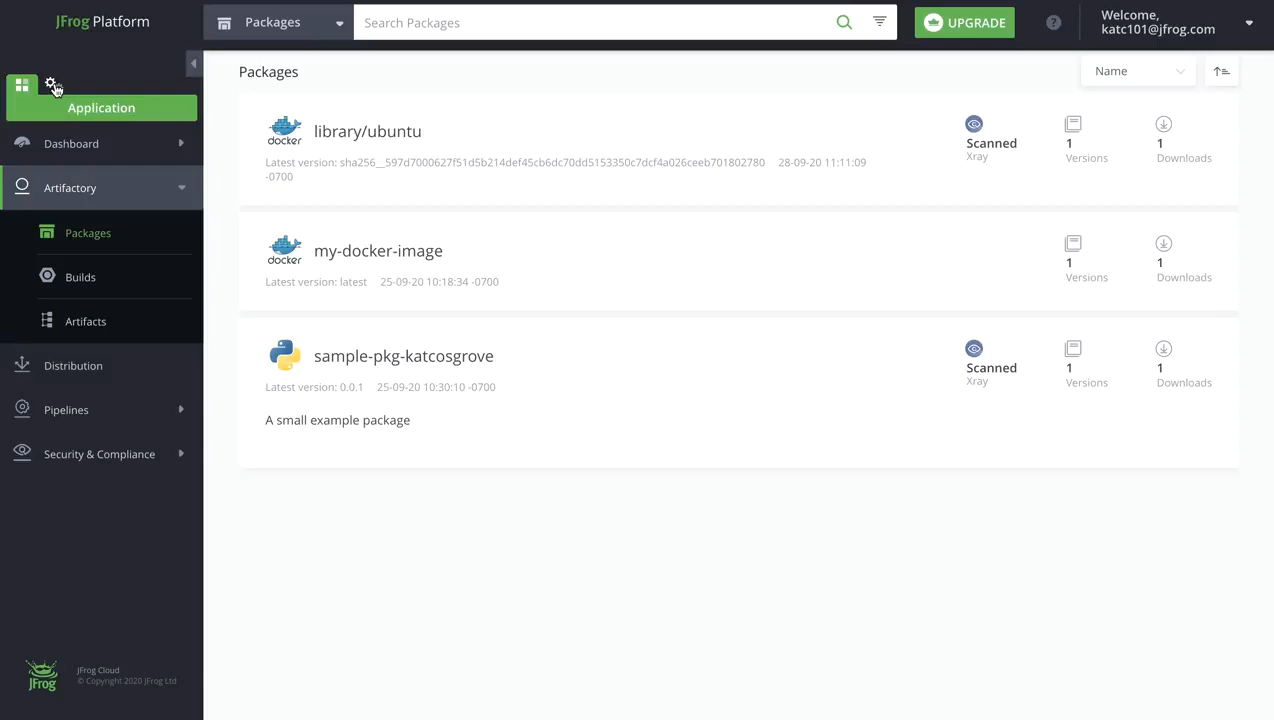 JFrog Platform
Packages
Search Packages
UPGRADE
?
Welcome,
katc101@jfrog.com
Application
Dashboard
Artifactory
Packages
Builds
Artifacts
Distribution
Pipelines
Security & Compliance
JFrog
JFrog Cloud
© Copyright 2020 JFrog Ltd
Packages
Name
docker
library/ubuntu
Latest version: sha256__597d7000627f51d5b214def45cb6dc70dd5153350c7dcf4a026ceeb701802780 28-09-20 11:11:09
-0700
Scanned
Xray
1
Versions
1
Downloads
docker
my-docker-image
Latest version: latest 25-09-20 10:18:34 -0700
1
Versions
1
Downloads
sample-pkg-katcosgrove
Latest version: 0.0.1 25-09-20 10:30:10 -0700
A small example package
Scanned
Xray
1
Versions
1
Downloads